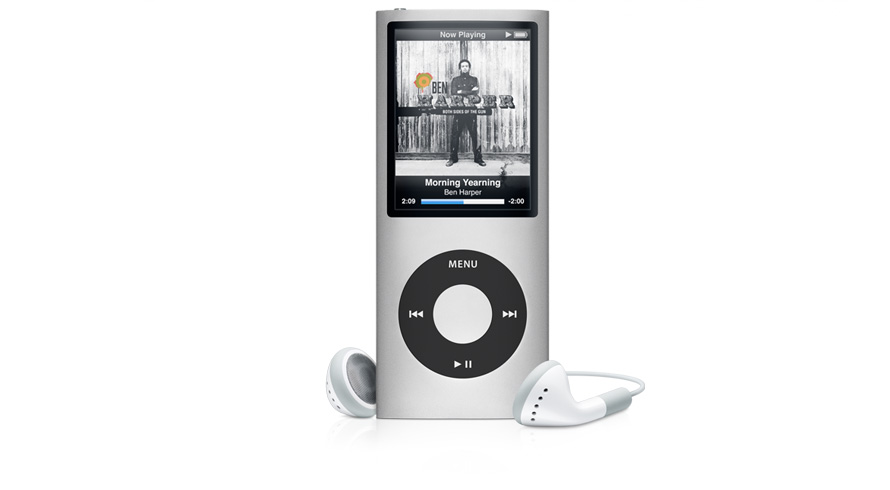 Now Playing
BEN
HARPER
BOTH SIDES OF THE GUN
Morning Yearning
Ben Harper
2:09 -2:00
MENU